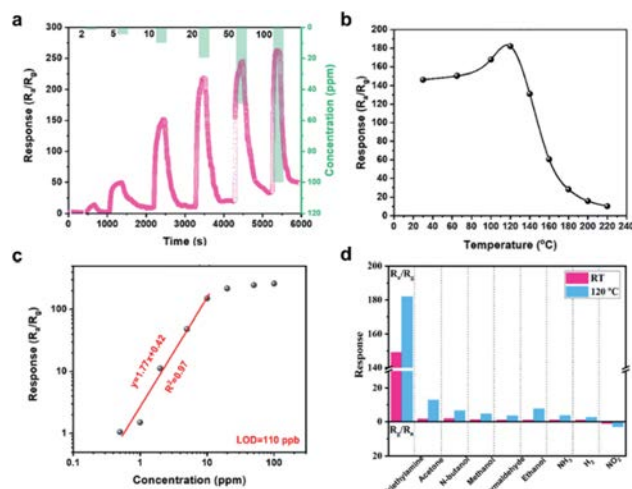 a
2 5 10 20 50 100
300
250
200
150
100
50
0
Response (Ra/Rg)
0
20
40
60
80
100
120
Concentration (ppm)
0 1000 2000 3000 4000 5000 6000
Time (s)
b
200
180
160
140
120
100
80
60
40
20
0
Response (Ra/Rg)
20 40 60 80 100 120 140 160 180 200 220 240
Temperature (°C)
c
100
10
1
Response (Ra/Rg)
y=1.77x+0.42
R²=0.97
LOD=110 ppb
0.1 1 10 100
Concentration (ppm)
d
200
180
160
140
20
0
20
Response
Ra/Rg
Rg/Ra
RT
120 °C
Acetone
N-butanol
Methanol
Ethanol
NH3
H2
NO2